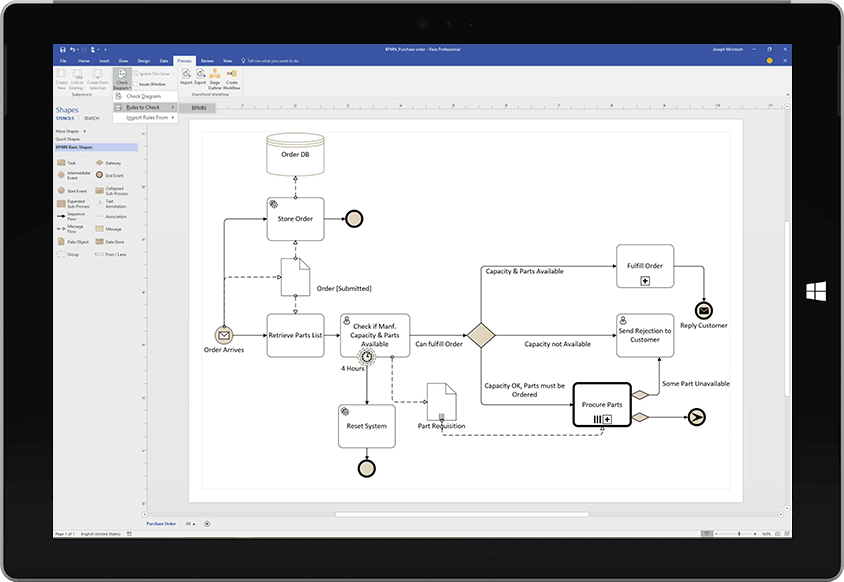 BPMN_Purchase order - Visio Professional
Joseph McIntosh
File Home Insert Draw Design Data Process Review View Tell me what you want to do
Create
New
Link to
Existing
Create from
Selection
Subprocess
Check
Diagram
Ignore This Issue
Issues Window
Import
Export
Stage
Outline
Create
Workflow
SharePoint Workflow
Check Diagram
Rules to Check
Import Rules From
BPMN
Shapes
STENCILS | SEARCH
More Shapes
Quick Shapes
BPMN Basic Shapes
Task
Gateway
Intermediate
Event
End Event
Start Event
Collapsed
Sub-Process
Expanded
Sub-Process
Text
Annotation
Sequence
Flow
Association
Message
Flow
Message
Data Object
Data Store
Group
Pool / Lane
Order DB
Store Order
Order [Submitted]
Order Arrives
Retrieve Parts List
Check if Manf.
Capacity & Parts
Available
4 Hours
Reset System
Can fulfill Order
Part Requisition
Capacity & Parts Available
Fulfill Order
Reply Customer
Capacity not Available
Send Rejection to
Customer
Capacity OK, Parts must be
Ordered
Procure Parts
Some Part Unavailable
Purchase Order
All
Page 1 of 1
English (United States)